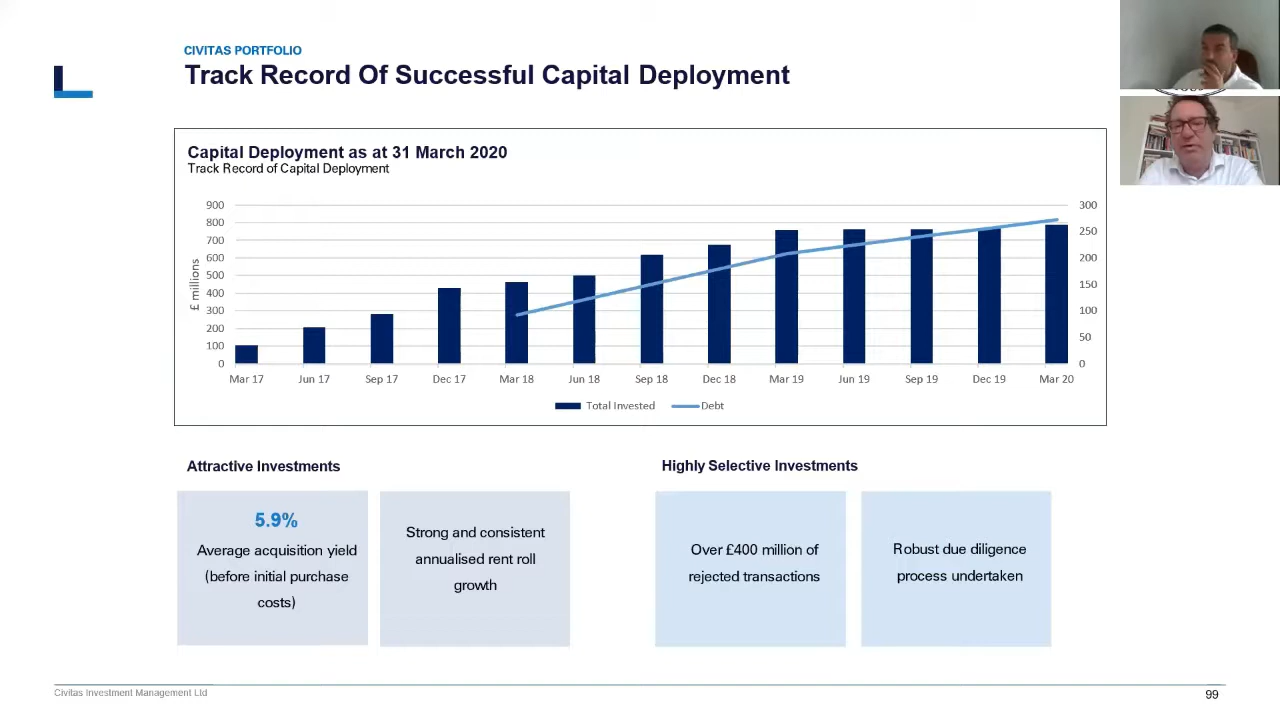 CIVITAS PORTFOLIO
Track Record Of Successful Capital Deployment
Capital Deployment as at 31 March 2020
Track Record of Capital Deployment
£ millions
900
800
700
600
500
400
300
200
100
0
300
250
200
150
100
50
0
Mar 17 Jun 17 Sep 17 Dec 17 Mar 18 Jun 18 Sep 18 Dec 18 Mar 19 Jun 19 Sep 19 Dec 19 Mar 20
Total Invested Debt
Attractive Investments
5.9%
Average acquisition yield
(before initial purchase
costs)
Strong and consistent
annualised rent roll
growth
Highly Selective Investments
Over £400 million of
rejected transactions
Robust due diligence
process undertaken
Civitas Investment Management Ltd
99